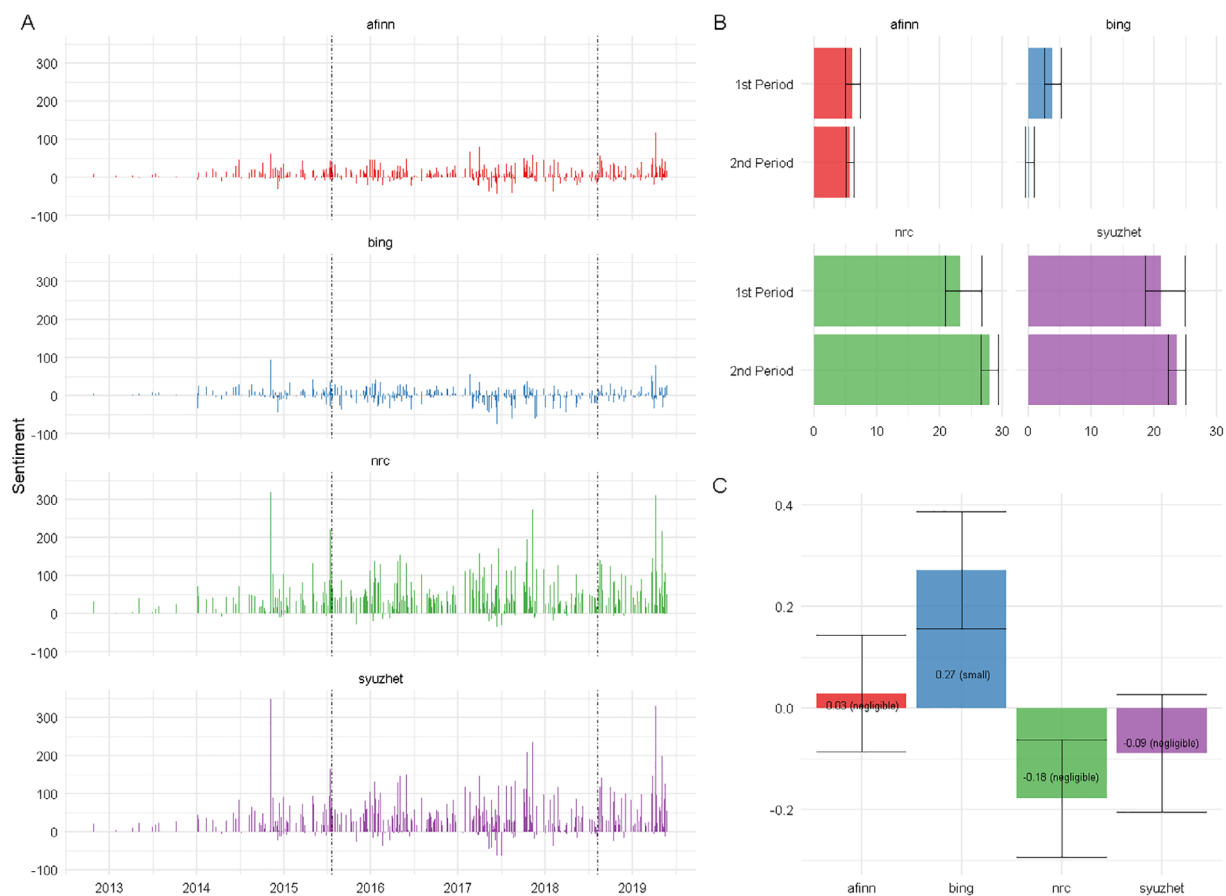 A
afinn
300
200
100
0
-100
bing
300
200
100
0
-100
nrc
300
200
100
0
-100
syuzhet
300
200
100
0
-100
Sentiment
2013 2014 2015 2016 2017 2018 2019
B
afinn bing
1st Period
2nd Period
nrc syuzhet
1st Period
2nd Period
0 10 20 30 0 10 20 30
C
0.4
0.2
0.0
-0.2
0.03 (negligible)
0.27 (small)
-0.18 (negligible)
-0.09 (negligible)
afinn bing nrc syuzhet